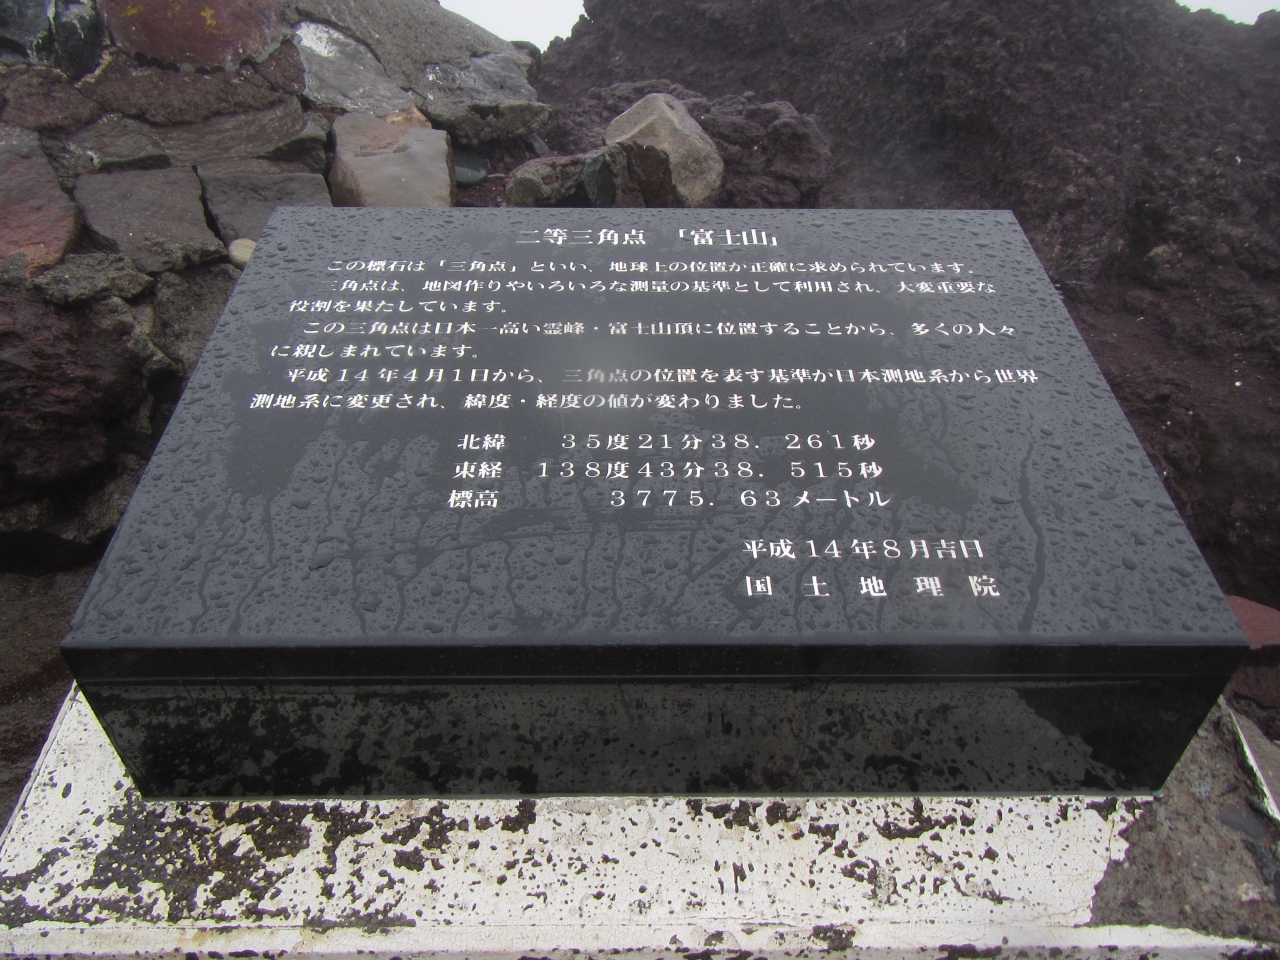 二等三角点 「富士山」
この標石は「三角点」といい、地球上の位置が正確に求められています。
三角点は、地図作りやいろいろな測量の基準として利用され、大変重要な
役割を果たしています。
この三角点は日本一高い霊峰・富士山頂に位置することから、多くの人々
に親しまれています。
平成14年4月1日から、三角点の位置を表す基準が日本測地系から世界
測地系に変更され、緯度・経度の値が変わりました。
北緯 35度21分38．261秒
東経 138度43分38．515秒
標高 3775．63メートル
平成14年8月吉日
国土地理院